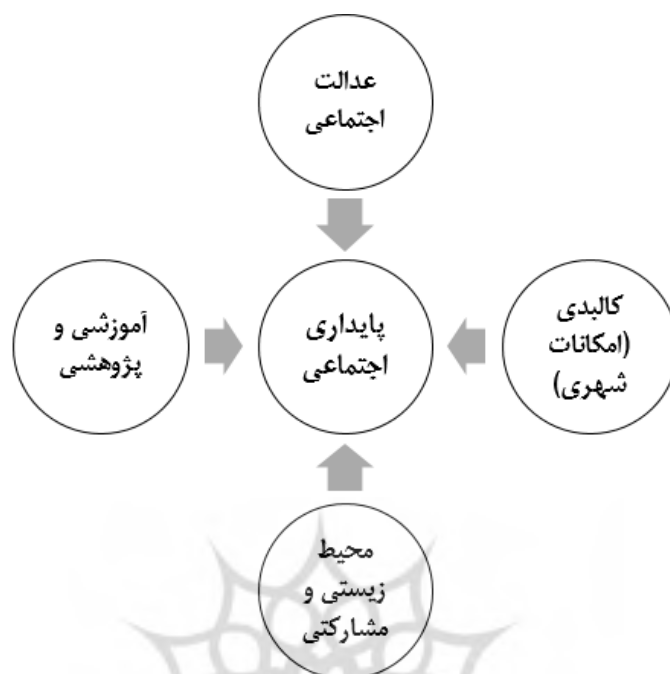 عدالت
اجتماعی
کالبدی
(امکانات
شهری)
پایداری
اجتماعی
آموزشی و
پژوهشی
محیط
زیستی و
مشارکتی